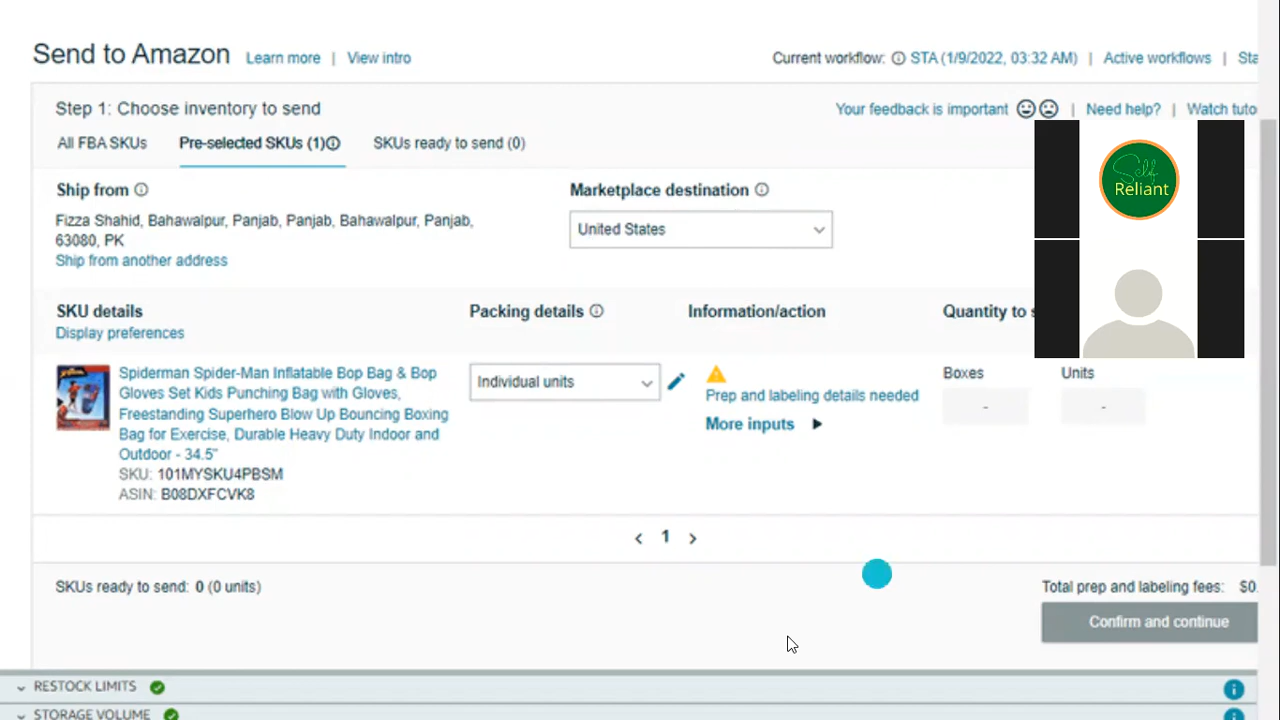 Send to Amazon Learn more | View intro
Current workflow: STA (1/9/2022, 03:32 AM) | Active workflows | Sta
Step 1: Choose inventory to send
Your feedback is important | Need help? | Watch tuto
All FBA SKUs Pre-selected SKUs (1) SKUs ready to send (0)
Self
Reliant
Ship from
Fizza Shahid, Bahawalpur, Panjab, Panjab, Bahawalpur, Panjab,
63080, PK
Ship from another address
Marketplace destination
United States
SKU details
Display preferences
Packing details
Information/action
Quantity to s
Spiderman Spider-Man Inflatable Bop Bag & Bop
Gloves Set Kids Punching Bag with Gloves,
Freestanding Superhero Blow Up Bouncing Boxing
Bag for Exercise, Durable Heavy Duty Indoor and
Outdoor - 34.5"
SKU: 101MYSKU4PBSM
ASIN: B08DXFCVK8
Individual units
Prep and labeling details needed
More inputs
Boxes
-
Units
-
1
SKUs ready to send: 0 (0 units)
Total prep and labeling fees: $0.
Confirm and continue
RESTOCK LIMITS
STORAGE VOLUME